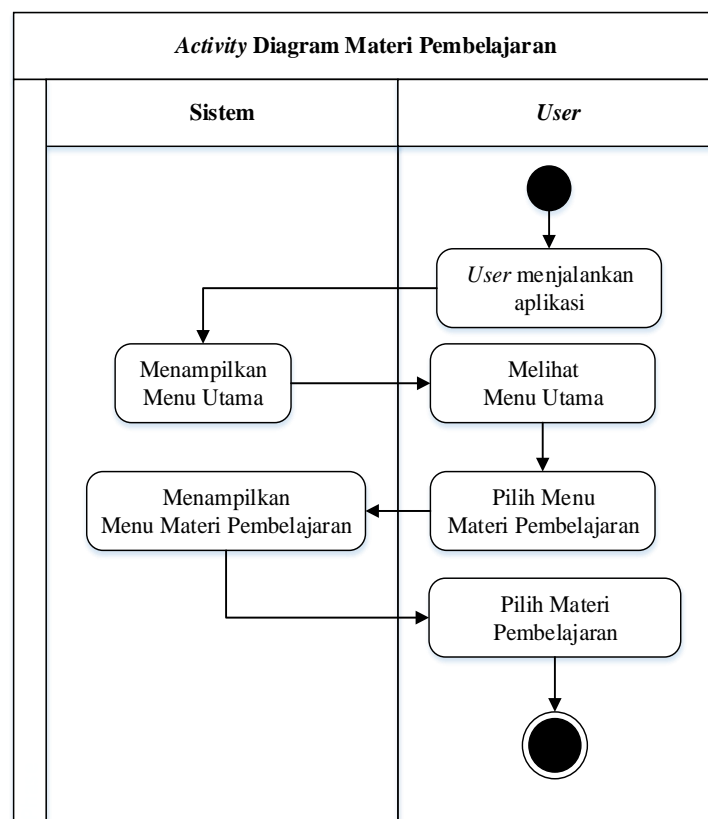 Activity Diagram Materi Pembelajaran
Sistem
User
User menjalankan
aplikasi
Menampilkan
Menu Utama
Melihat
Menu Utama
Menampilkan
Menu Materi Pembelajaran
Pilih Menu
Materi Pembelajaran
Pilih Materi
Pembelajaran